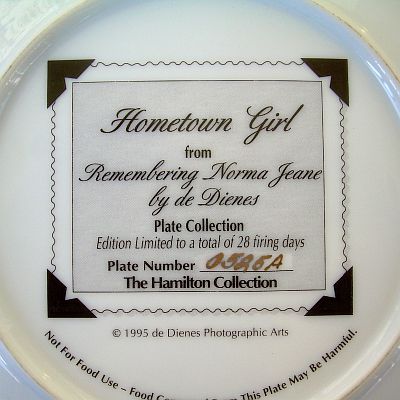 Hometown Girl
from
Remembering Norma Jeane
by de Dienes
Plate Collection
Edition Limited to a total of 28 firing days
Plate Number 0525A
The Hamilton Collection
© 1995 de Dienes Photographic Arts
Not For Food Use – Food From This Plate May Be Harmful.